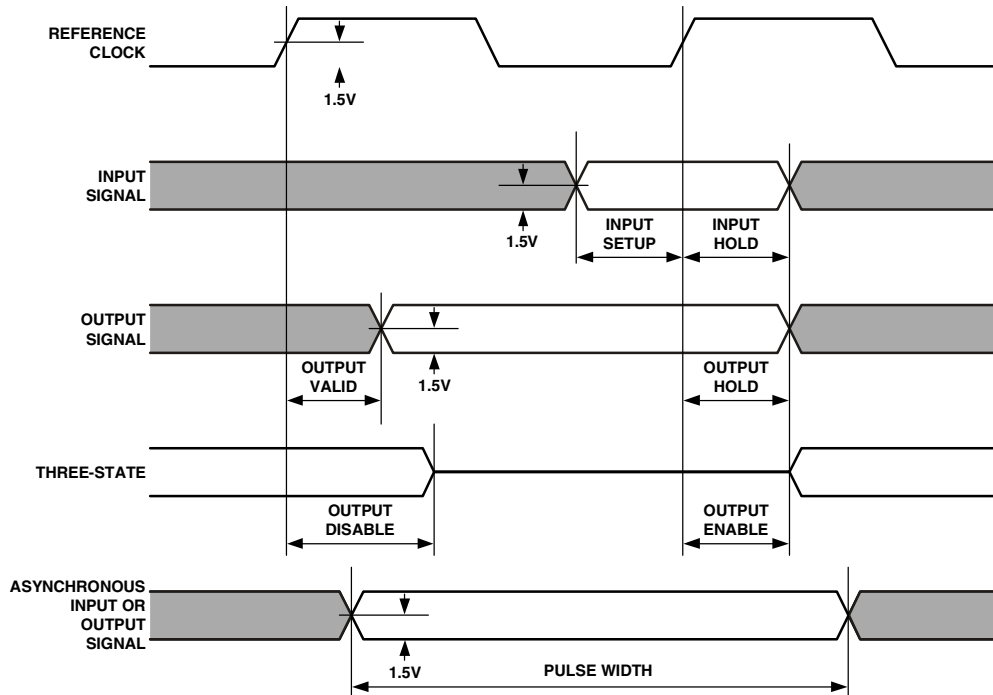 REFERENCE
CLOCK
1.5V
INPUT
SIGNAL
1.5V
INPUT
SETUP
INPUT
HOLD
OUTPUT
SIGNAL
OUTPUT
VALID
1.5V
OUTPUT
HOLD
THREE-STATE
OUTPUT
DISABLE
OUTPUT
ENABLE
ASYNCHRONOUS
INPUT OR
OUTPUT
SIGNAL
1.5V
PULSE WIDTH